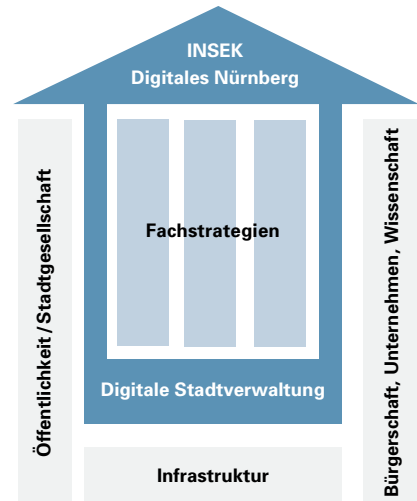 INSEK
Digitales Nürnberg
Öffentlichkeit / Stadtgesellschaft
Fachstrategien
Bürgerschaft, Unternehmen, Wissenschaft
Digitale Stadtverwaltung
Infrastruktur